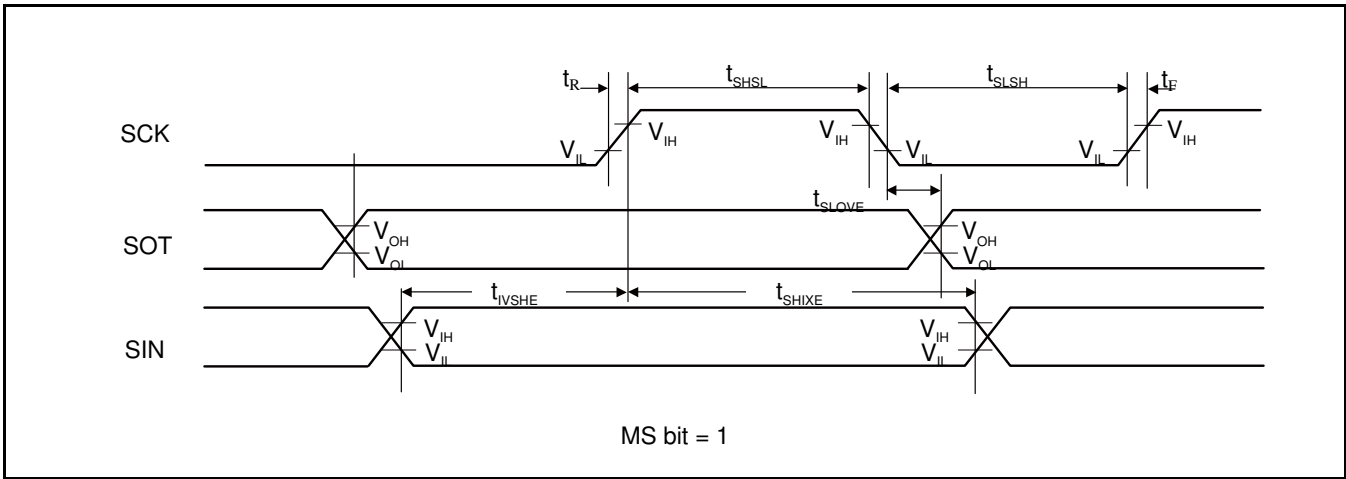 tR tSHSL tSLSH tF
SCK VIH VIH VIH
VIL VIL VIL
tSLOVE
SOT VOH VOH
VOL VOL
tIVSHE tSHIXE
SIN VIH VIH
VIL VIL
MS bit = 1